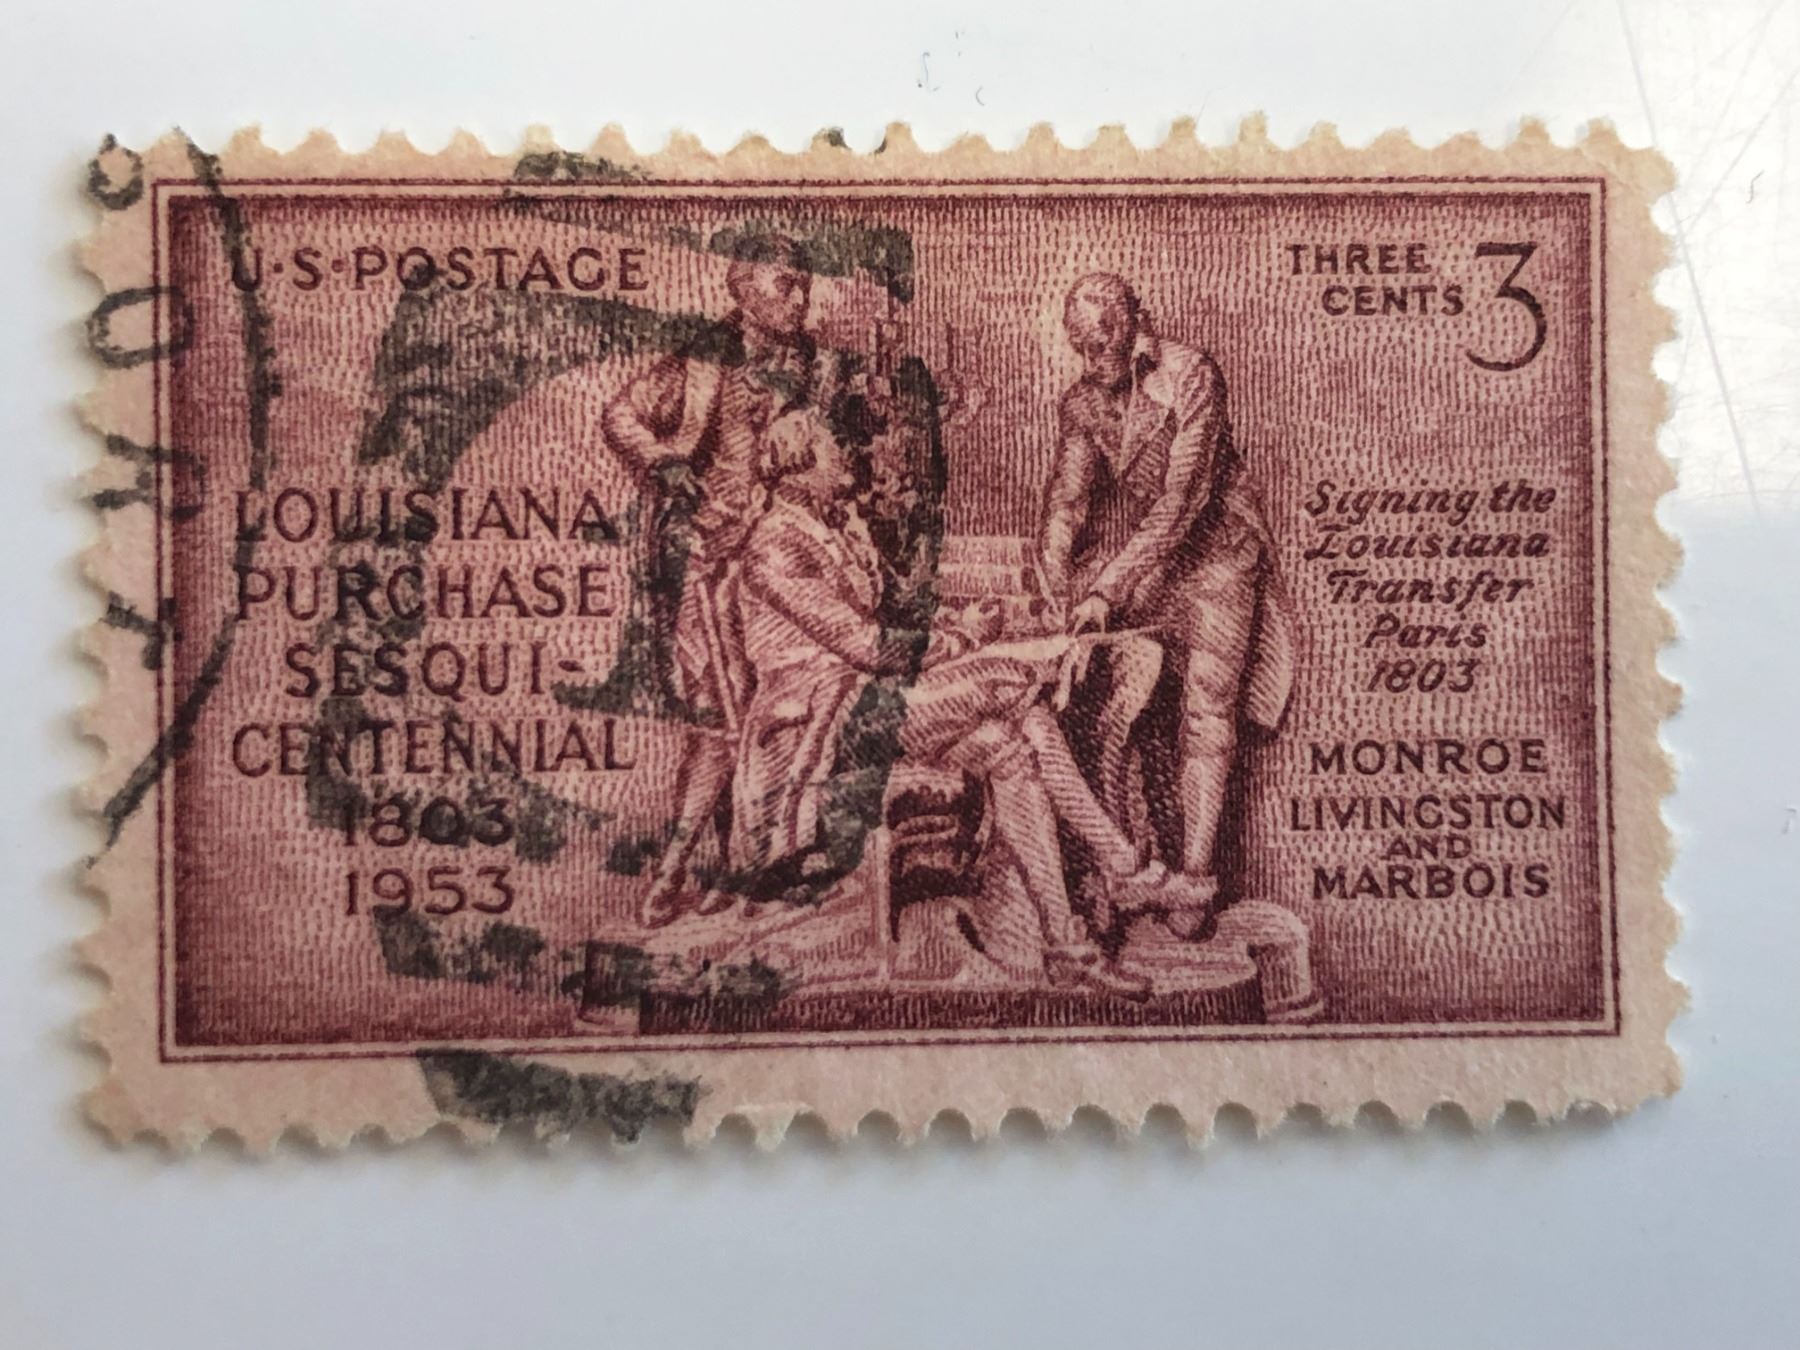 U·S·POSTAGE
LOUISIANA
PURCHASE
SESQUI-
CENTENNIAL
1803
1953
THREE
CENTS 3
Signing the
Louisiana
Transfer
Paris
1803
MONROE
LIVINGSTON
AND
MARBOIS